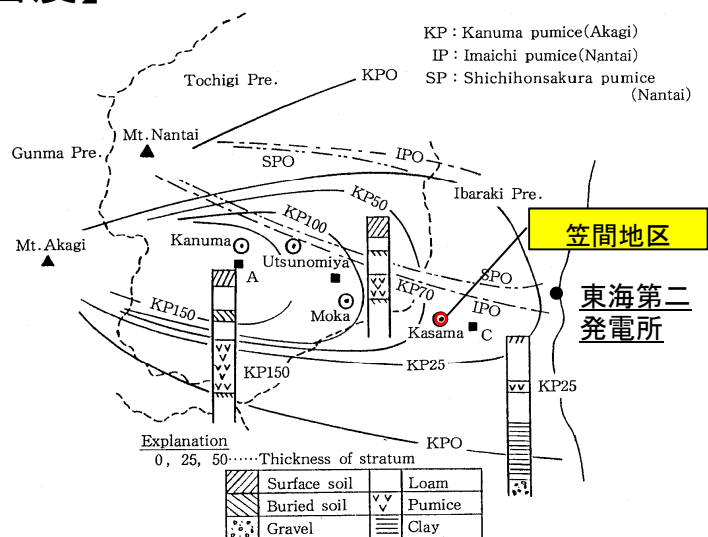 KP : Kanuma pumice(Akagi)
IP : Imaichi pumice(Nantai)
SP : Shichihonsakura pumice
(Nantai)
Tochigi Pre.
KPO
Mt.Nantai
Gunma Pre.
SPO
IPO
Ibaraki Pre.
KP50
KP100
笠間地区
Kanuma
Mt.Akagi
Utsunomiya
A
SPO
KP70
IPO
東海第二
発電所
KP150
Moka
Kasama
C
KP150
KP25
KP25
KPO
Explanation
0, 25, 50······Thickness of stratum
Surface soil
Loam
Buried soil
Pumice
Gravel
Clay